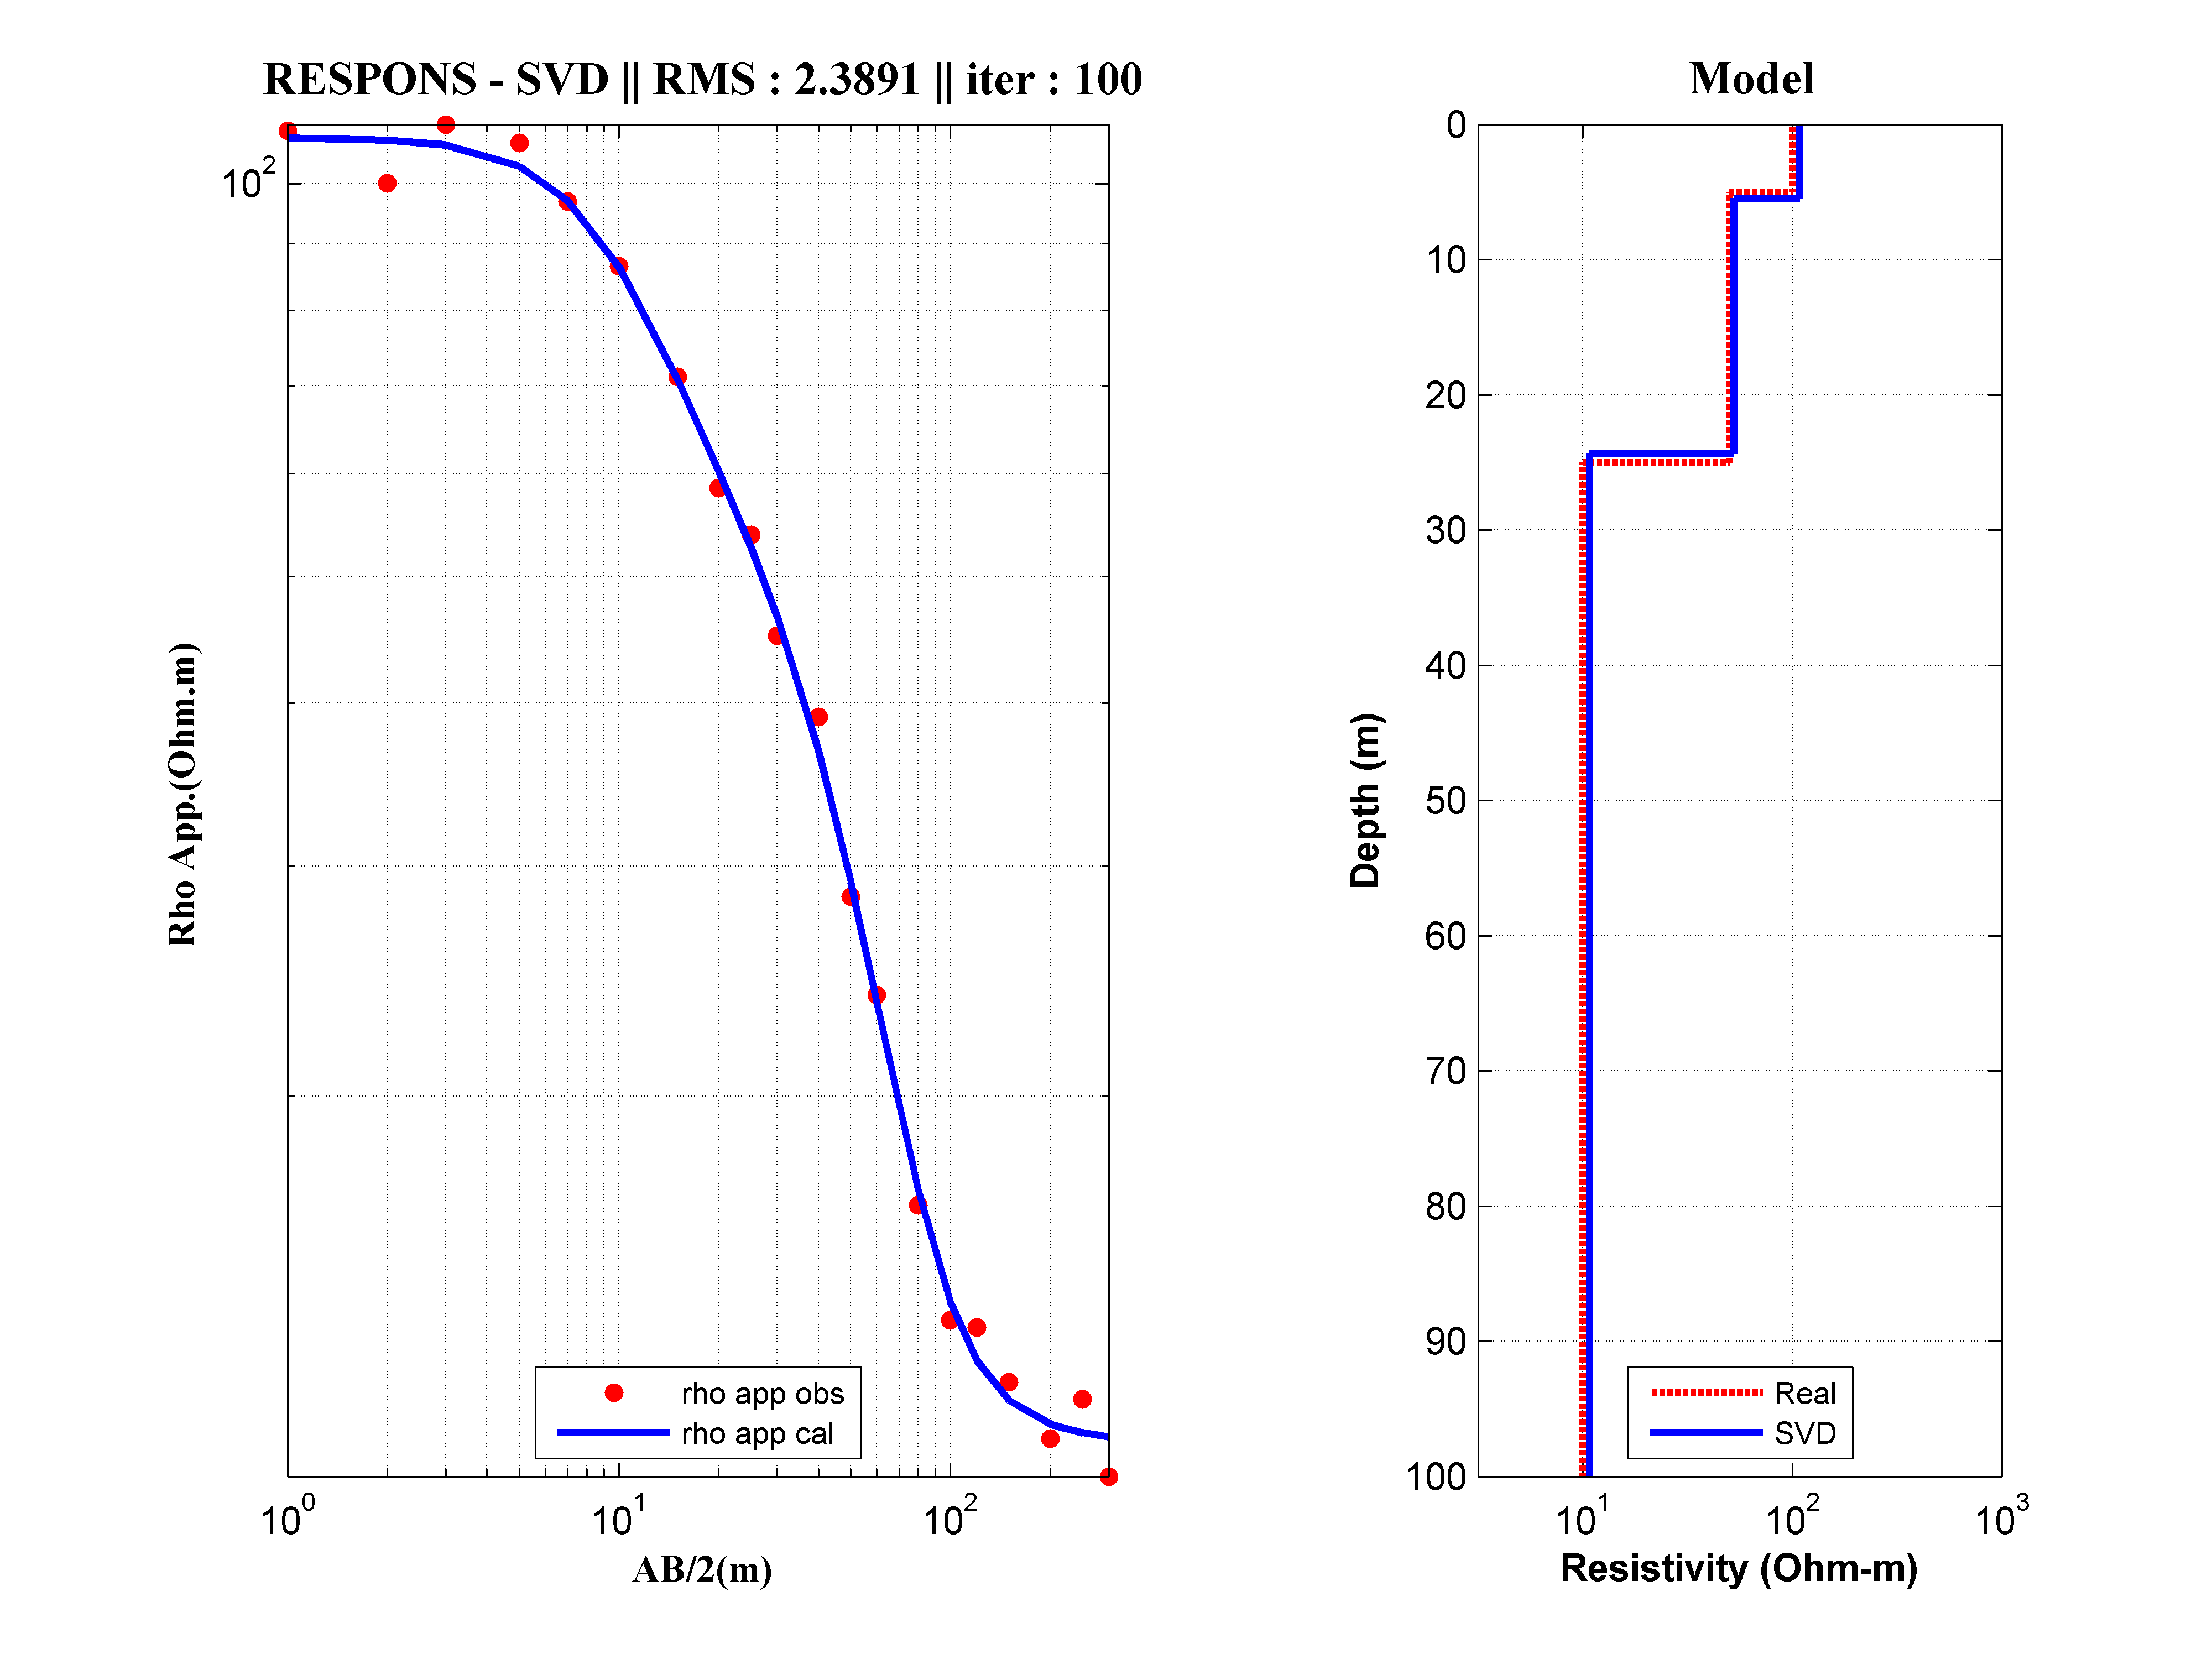 RESPONS - SVD || RMS : 2.3891 || iter : 100
10^2
Rho App.(Ohm.m)
rho app obs
rho app cal
10^0 10^1 10^2
AB/2(m)
Model
0
10
20
30
40
50
60
70
80
90
100
Depth (m)
Real
SVD
10^1 10^2 10^3
Resistivity (Ohm-m)